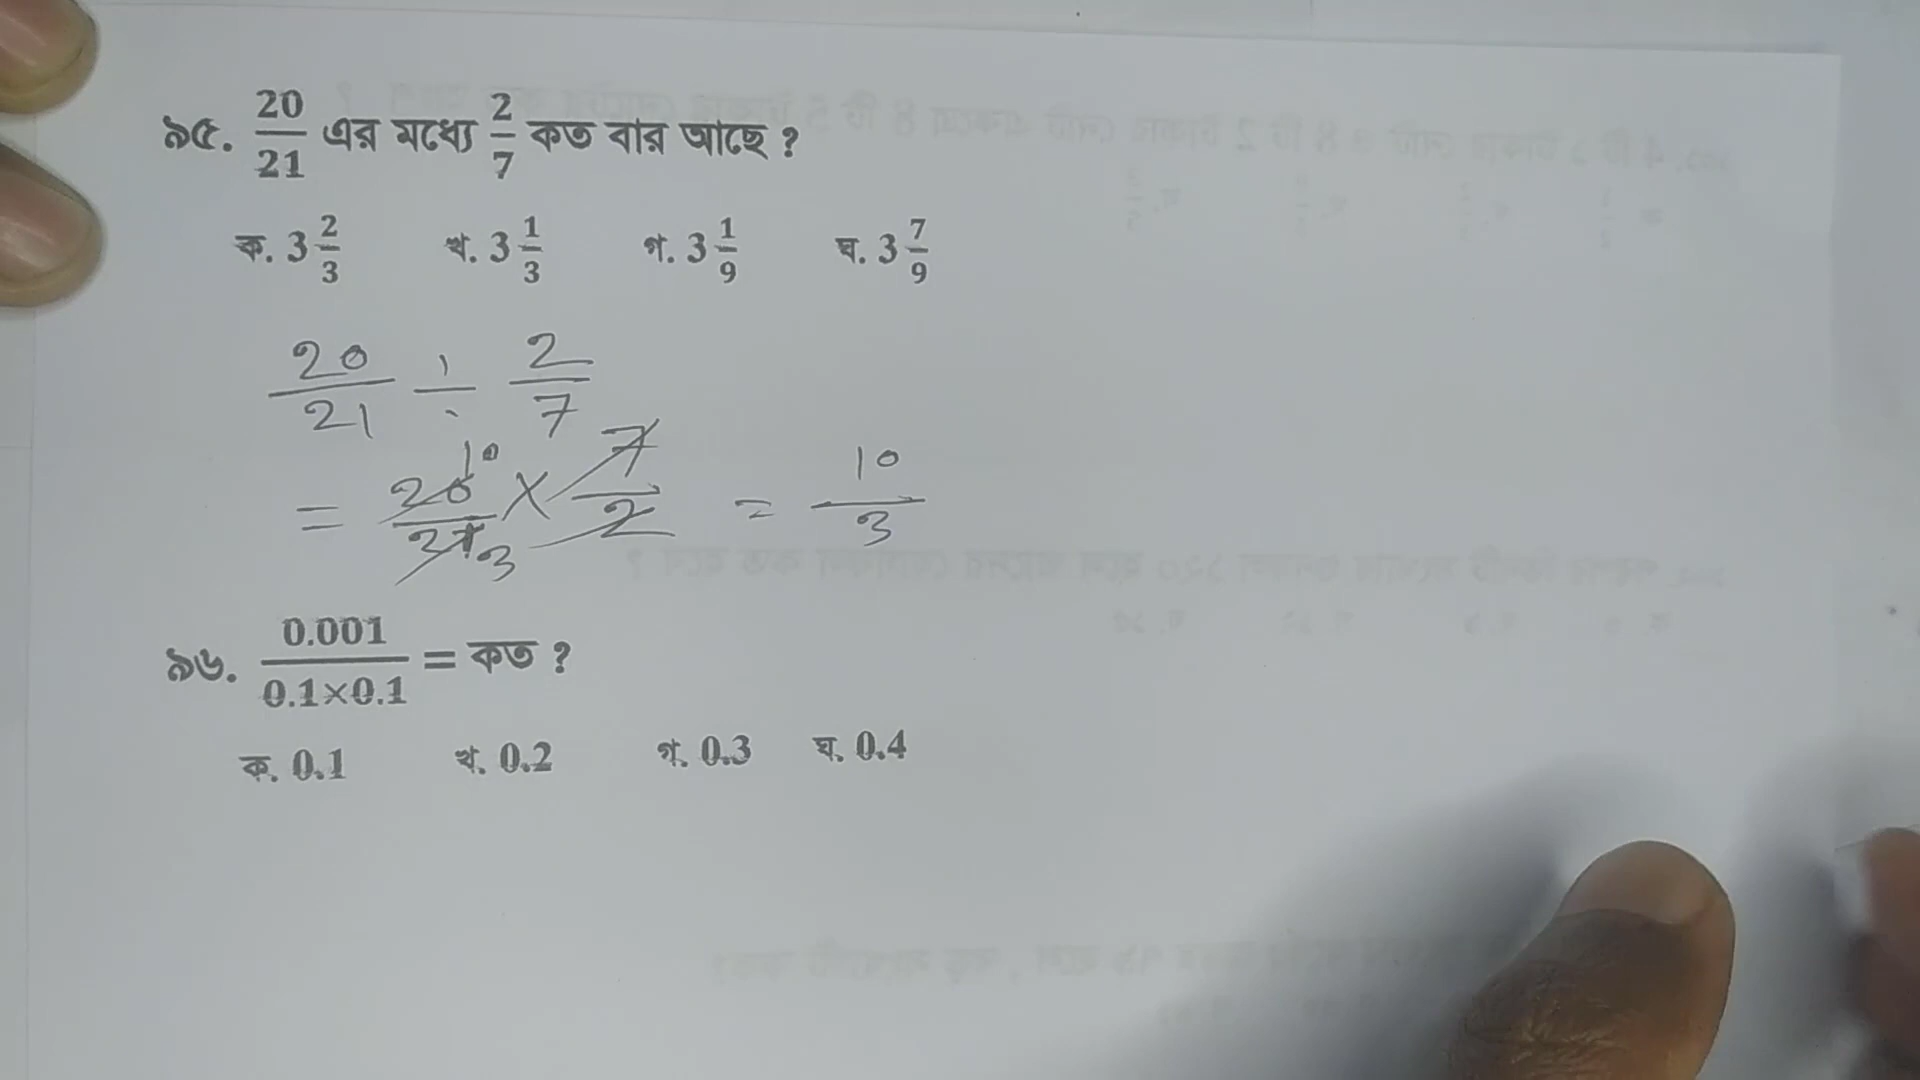 ৯৫. 20/21 এর মধ্যে 2/7 কত বার আছে ?
ক. 3 2/3 খ. 3 1/3 গ. 3 1/9 ঘ. 3 7/9
20/21 ÷ 2/7
= 20/21 10 3 × 7/2 = 10/3
৯৬. 0.001/0.1×0.1 = কত ?
ক. 0.1 খ. 0.2 গ. 0.3 ঘ. 0.4